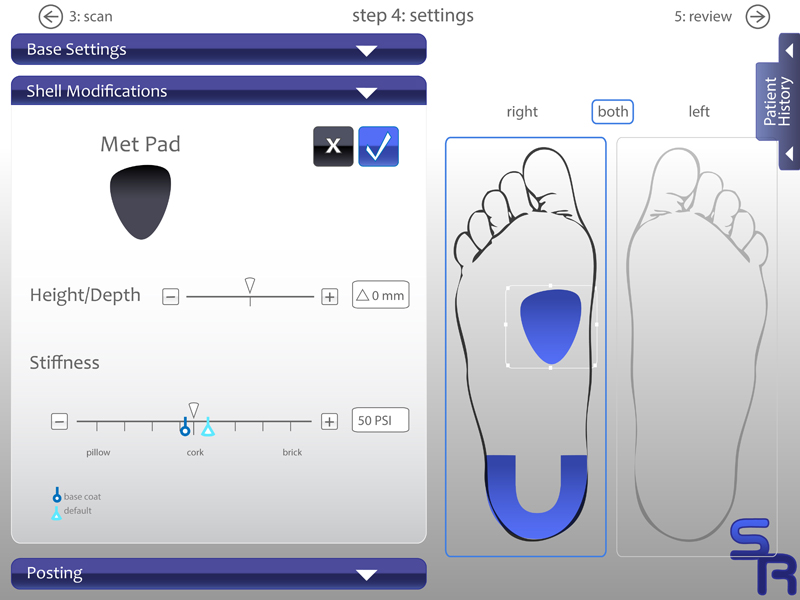 3: scan
step 4: settings
5: review
Base Settings
Shell Modifications
Met Pad
X
Height/Depth
0 mm
Stiffness
50 PSI
pillow
cork
brick
base coat
default
Posting
right
both
left
Patient
History
SR